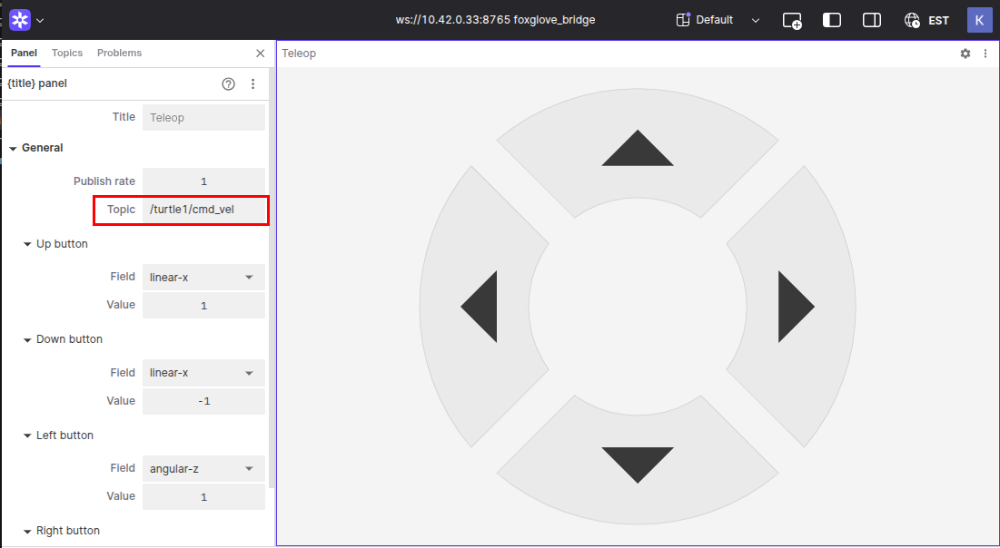 ws://10.42.0.33:8765 foxglove_bridge
Default
EST
K
Panel
Topics
Problems
{title} panel
Title
Teleop
General
Publish rate
1
Topic
/turtle1/cmd_vel
Up button
Field
linear-x
Value
1
Down button
Field
linear-x
Value
-1
Left button
Field
angular-z
Value
1
Right button
Teleop